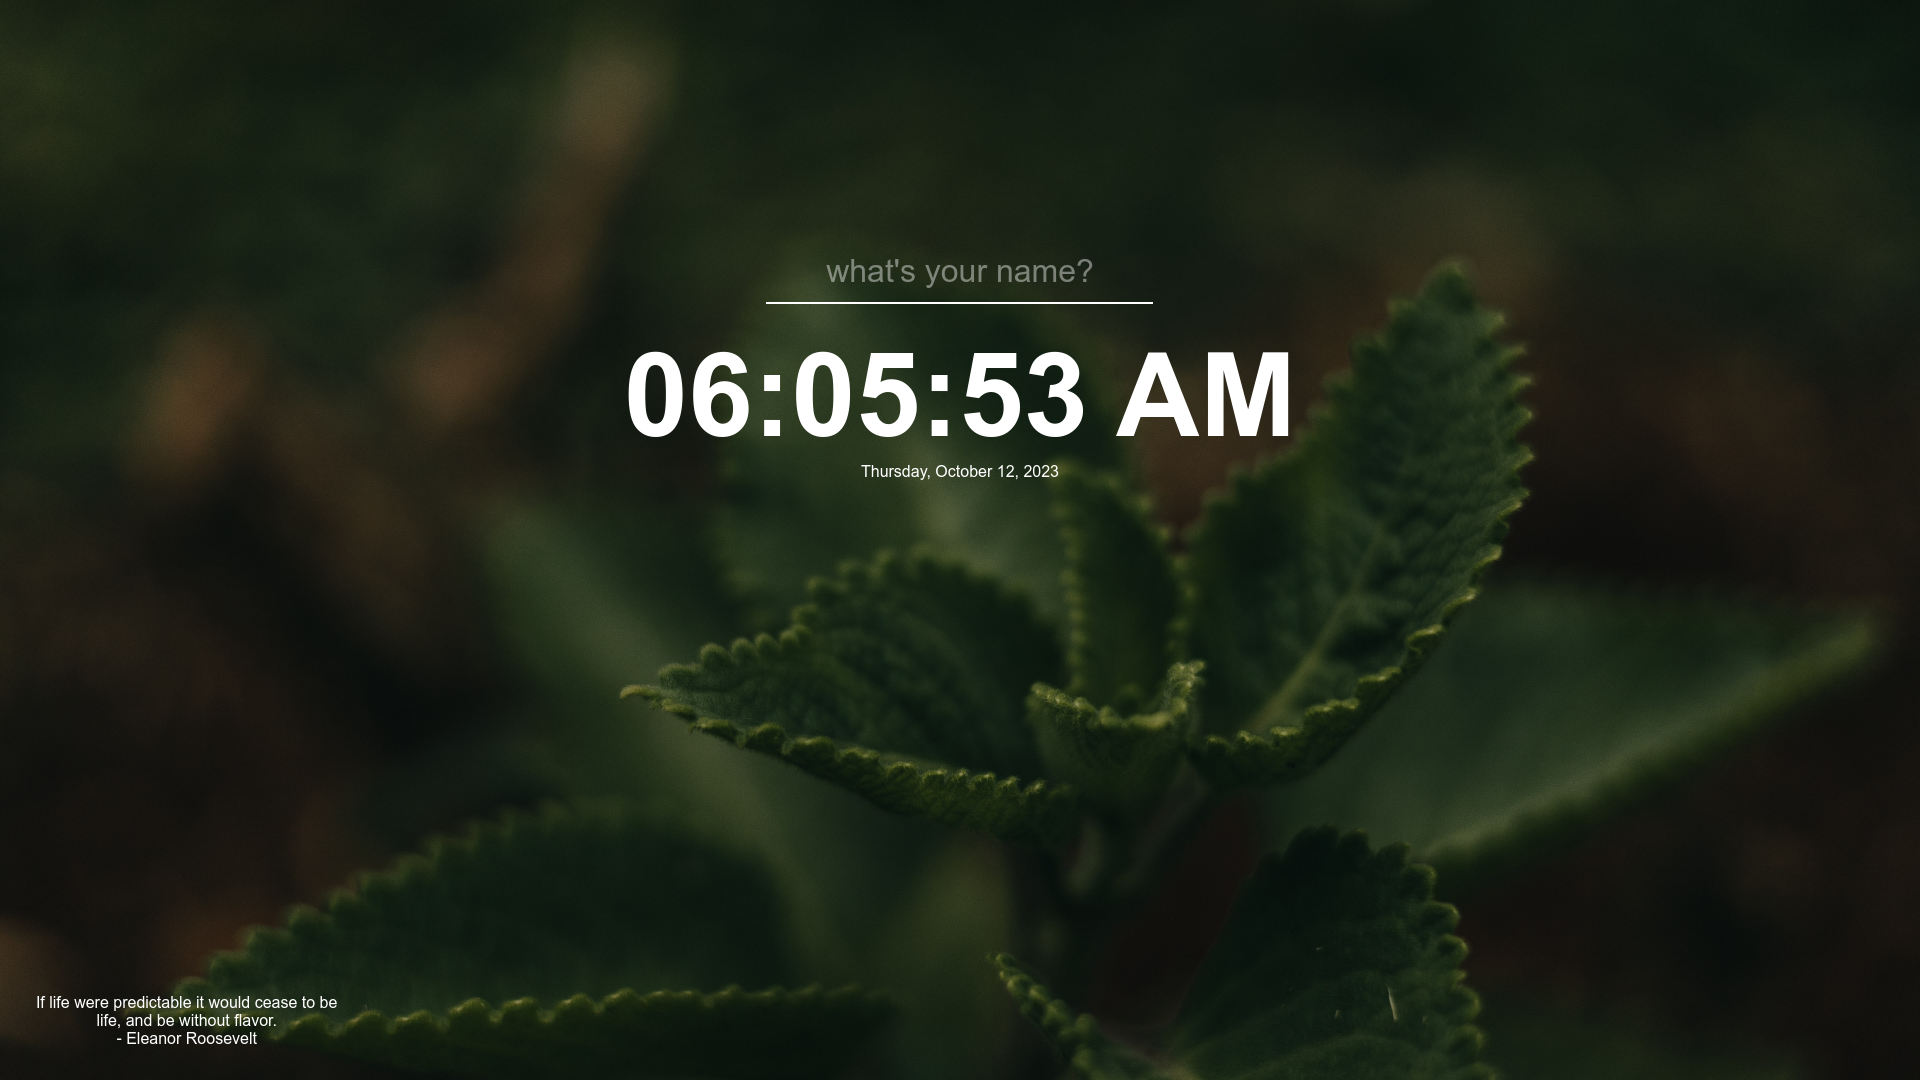 what's your name?
06:05:53 AM
Thursday, October 12, 2023
If life were predictable it would cease to be
life, and be without flavor.
- Eleanor Roosevelt